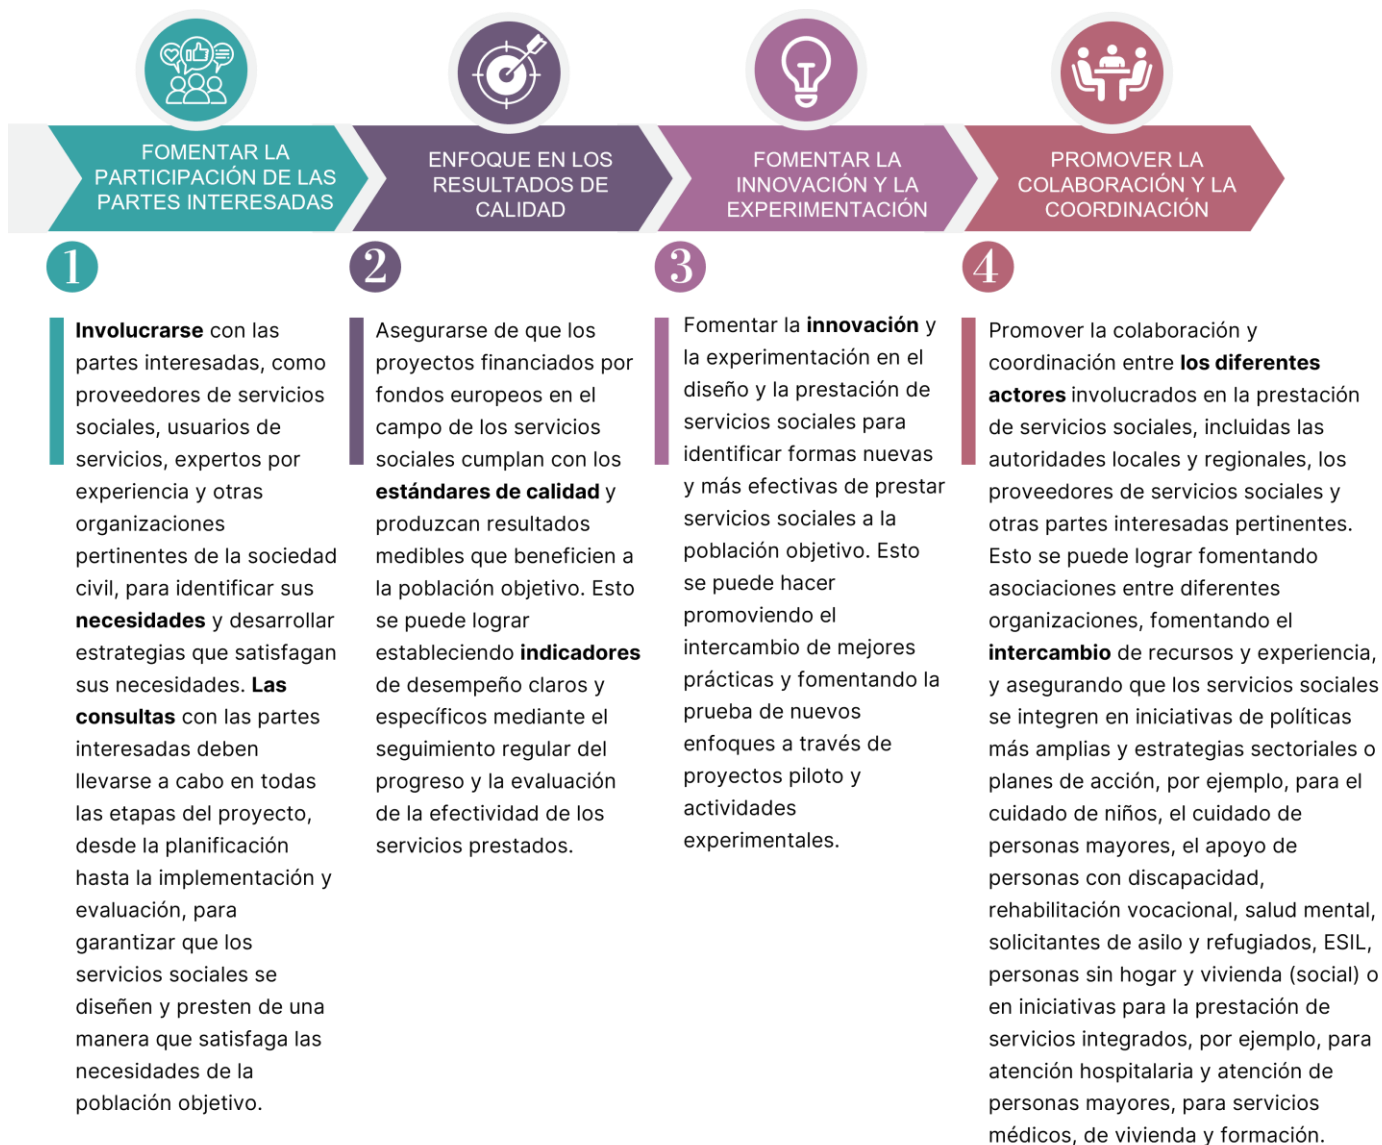 FOMENTAR LA
PARTICIPACIÓN DE LAS
PARTES INTERESADAS
ENFOQUE EN LOS
RESULTADOS DE
CALIDAD
FOMENTAR LA
INNOVACIÓN Y LA
EXPERIMENTACIÓN
PROMOVER LA
COLABORACIÓN Y LA
COORDINACIÓN
1
Involucrarse con las
partes interesadas, como
proveedores de servicios
sociales, usuarios de
servicios, expertos por
experiencia y otras
organizaciones
pertinentes de la sociedad
civil, para identificar sus
necesidades y desarrollar
estrategias que satisfagan
sus necesidades. Las
consultas con las partes
interesadas deben
llevarse a cabo en todas
las etapas del proyecto,
desde la planificación
hasta la implementación y
evaluación, para
garantizar que los
servicios sociales se
diseñen y presten de una
manera que satisfaga las
necesidades de la
población objetivo.
2
Asegurarse de que los
proyectos financiados por
fondos europeos en el
campo de los servicios
sociales cumplan con los
estándares de calidad y
produzcan resultados
medibles que beneficien a
la población objetivo. Esto
se puede lograr
estableciendo indicadores
de desempeño claros y
específicos mediante el
seguimiento regular del
progreso y la evaluación
de la efectividad de los
servicios prestados.
3
Fomentar la innovación y
la experimentación en el
diseño y la prestación de
servicios sociales para
identificar formas nuevas
y más efectivas de prestar
servicios sociales a la
población objetivo. Esto
se puede hacer
promoviendo el
intercambio de mejores
prácticas y fomentando la
prueba de nuevos
enfoques a través de
proyectos piloto y
actividades
experimentales.
4
Promover la colaboración y
coordinación entre los diferentes
actores involucrados en la prestación
de servicios sociales, incluidas las
autoridades locales y regionales, los
proveedores de servicios sociales y
otras partes interesadas pertinentes.
Esto se puede lograr fomentando
asociaciones entre diferentes
organizaciones, fomentando el
intercambio de recursos y experiencia,
y asegurando que los servicios sociales
se integren en iniciativas de políticas
más amplias y estrategias sectoriales o
planes de acción, por ejemplo, para el
cuidado de niños, el cuidado de
personas mayores, el apoyo de
personas con discapacidad,
rehabilitación vocacional, salud mental,
solicitantes de asilo y refugiados, ESIL,
personas sin hogar y vivienda (social) o
en iniciativas para la prestación de
servicios integrados, por ejemplo, para
atención hospitalaria y atención de
personas mayores, para servicios
médicos, de vivienda y formación.